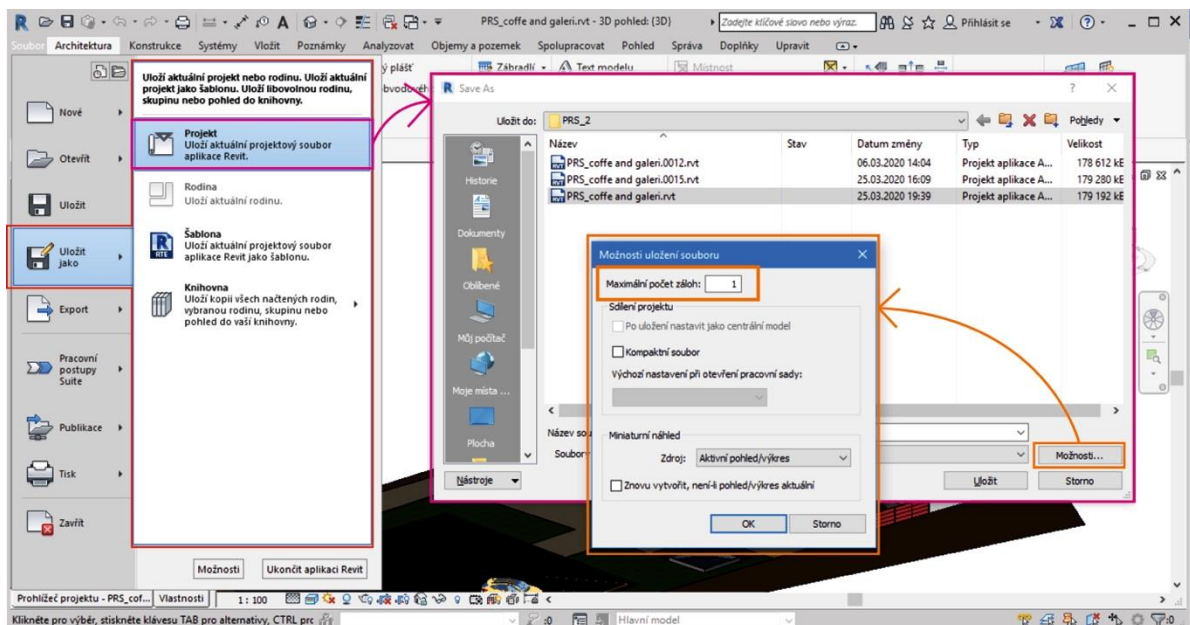 PRS_coffe and galeri.rvt - 3D pohled: {3D}
Zadejte klíčové slovo nebo výraz.
Přihlásit se
Soubor Architektura Konstrukce Systémy Vložit Poznámky Analyzovat Objemy a pozemek Spolupracovat Pohled Správa Doplňky Upravit
ý plášť
Zábradlí
Text modelu
Místnost
Nové
Otevřít
Uložit
Uložit
jako
Export
Pracovní
postupy
Suite
Publikace
Tisk
Zavřít
Uloží aktuální projekt nebo rodinu. Uloží aktuální
projekt jako šablonu. Uloží libovolnou rodinu,
skupinu nebo pohled do knihovny.
Projekt
Uloží aktuální projektový soubor
aplikace Revit.
Rodina
Uloží aktuální rodinu.
Šablona
Uloží aktuální projektový soubor
aplikace Revit jako šablonu.
Knihovna
Uloží kopii všech načtených rodin,
vybranou rodinu, skupinu nebo
pohled do vaší knihovny.
Možnosti
Ukončit aplikaci Revit
Save As
Uložit do: PRS_2
Pohledy
Název Stav Datum změny Typ Velikost
PRS_coffe and galeri.0012.rvt 06.03.2020 14:04 Projekt aplikace A... 178 612 kB
PRS_coffe and galeri.0015.rvt 25.03.2020 16:09 Projekt aplikace A... 179 280 kB
PRS_coffe and galeri.rvt 25.03.2020 19:39 Projekt aplikace A... 179 192 kB
Historie
Dokumenty
Oblíbené
Můj počítač
Moje místa ...
Plocha
Název sou
Soubory
Nástroje
Možnosti...
Uložit
Storno
Možnosti uložení souboru
Maximální počet záloh: 1
Sdílení projektu
Po uložení nastavit jako centrální model
Kompaktní soubor
Výchozí nastavení při otevření pracovní sady:
Miniaturní náhled
Zdroj: Aktivní pohled/výkres
Znovu vytvořit, není-li pohled/výkres aktuální
OK
Storno
Prohlížeč projektu - PRS_cof... Vlastnosti
1 : 100
Klikněte pro výběr, stiskněte klávesu TAB pro alternativy, CTRL pro
:0
Hlavní model
:0